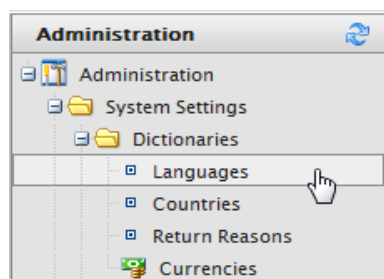 Administration
Administration
System Settings
Dictionaries
Languages
Countries
Return Reasons
Currencies